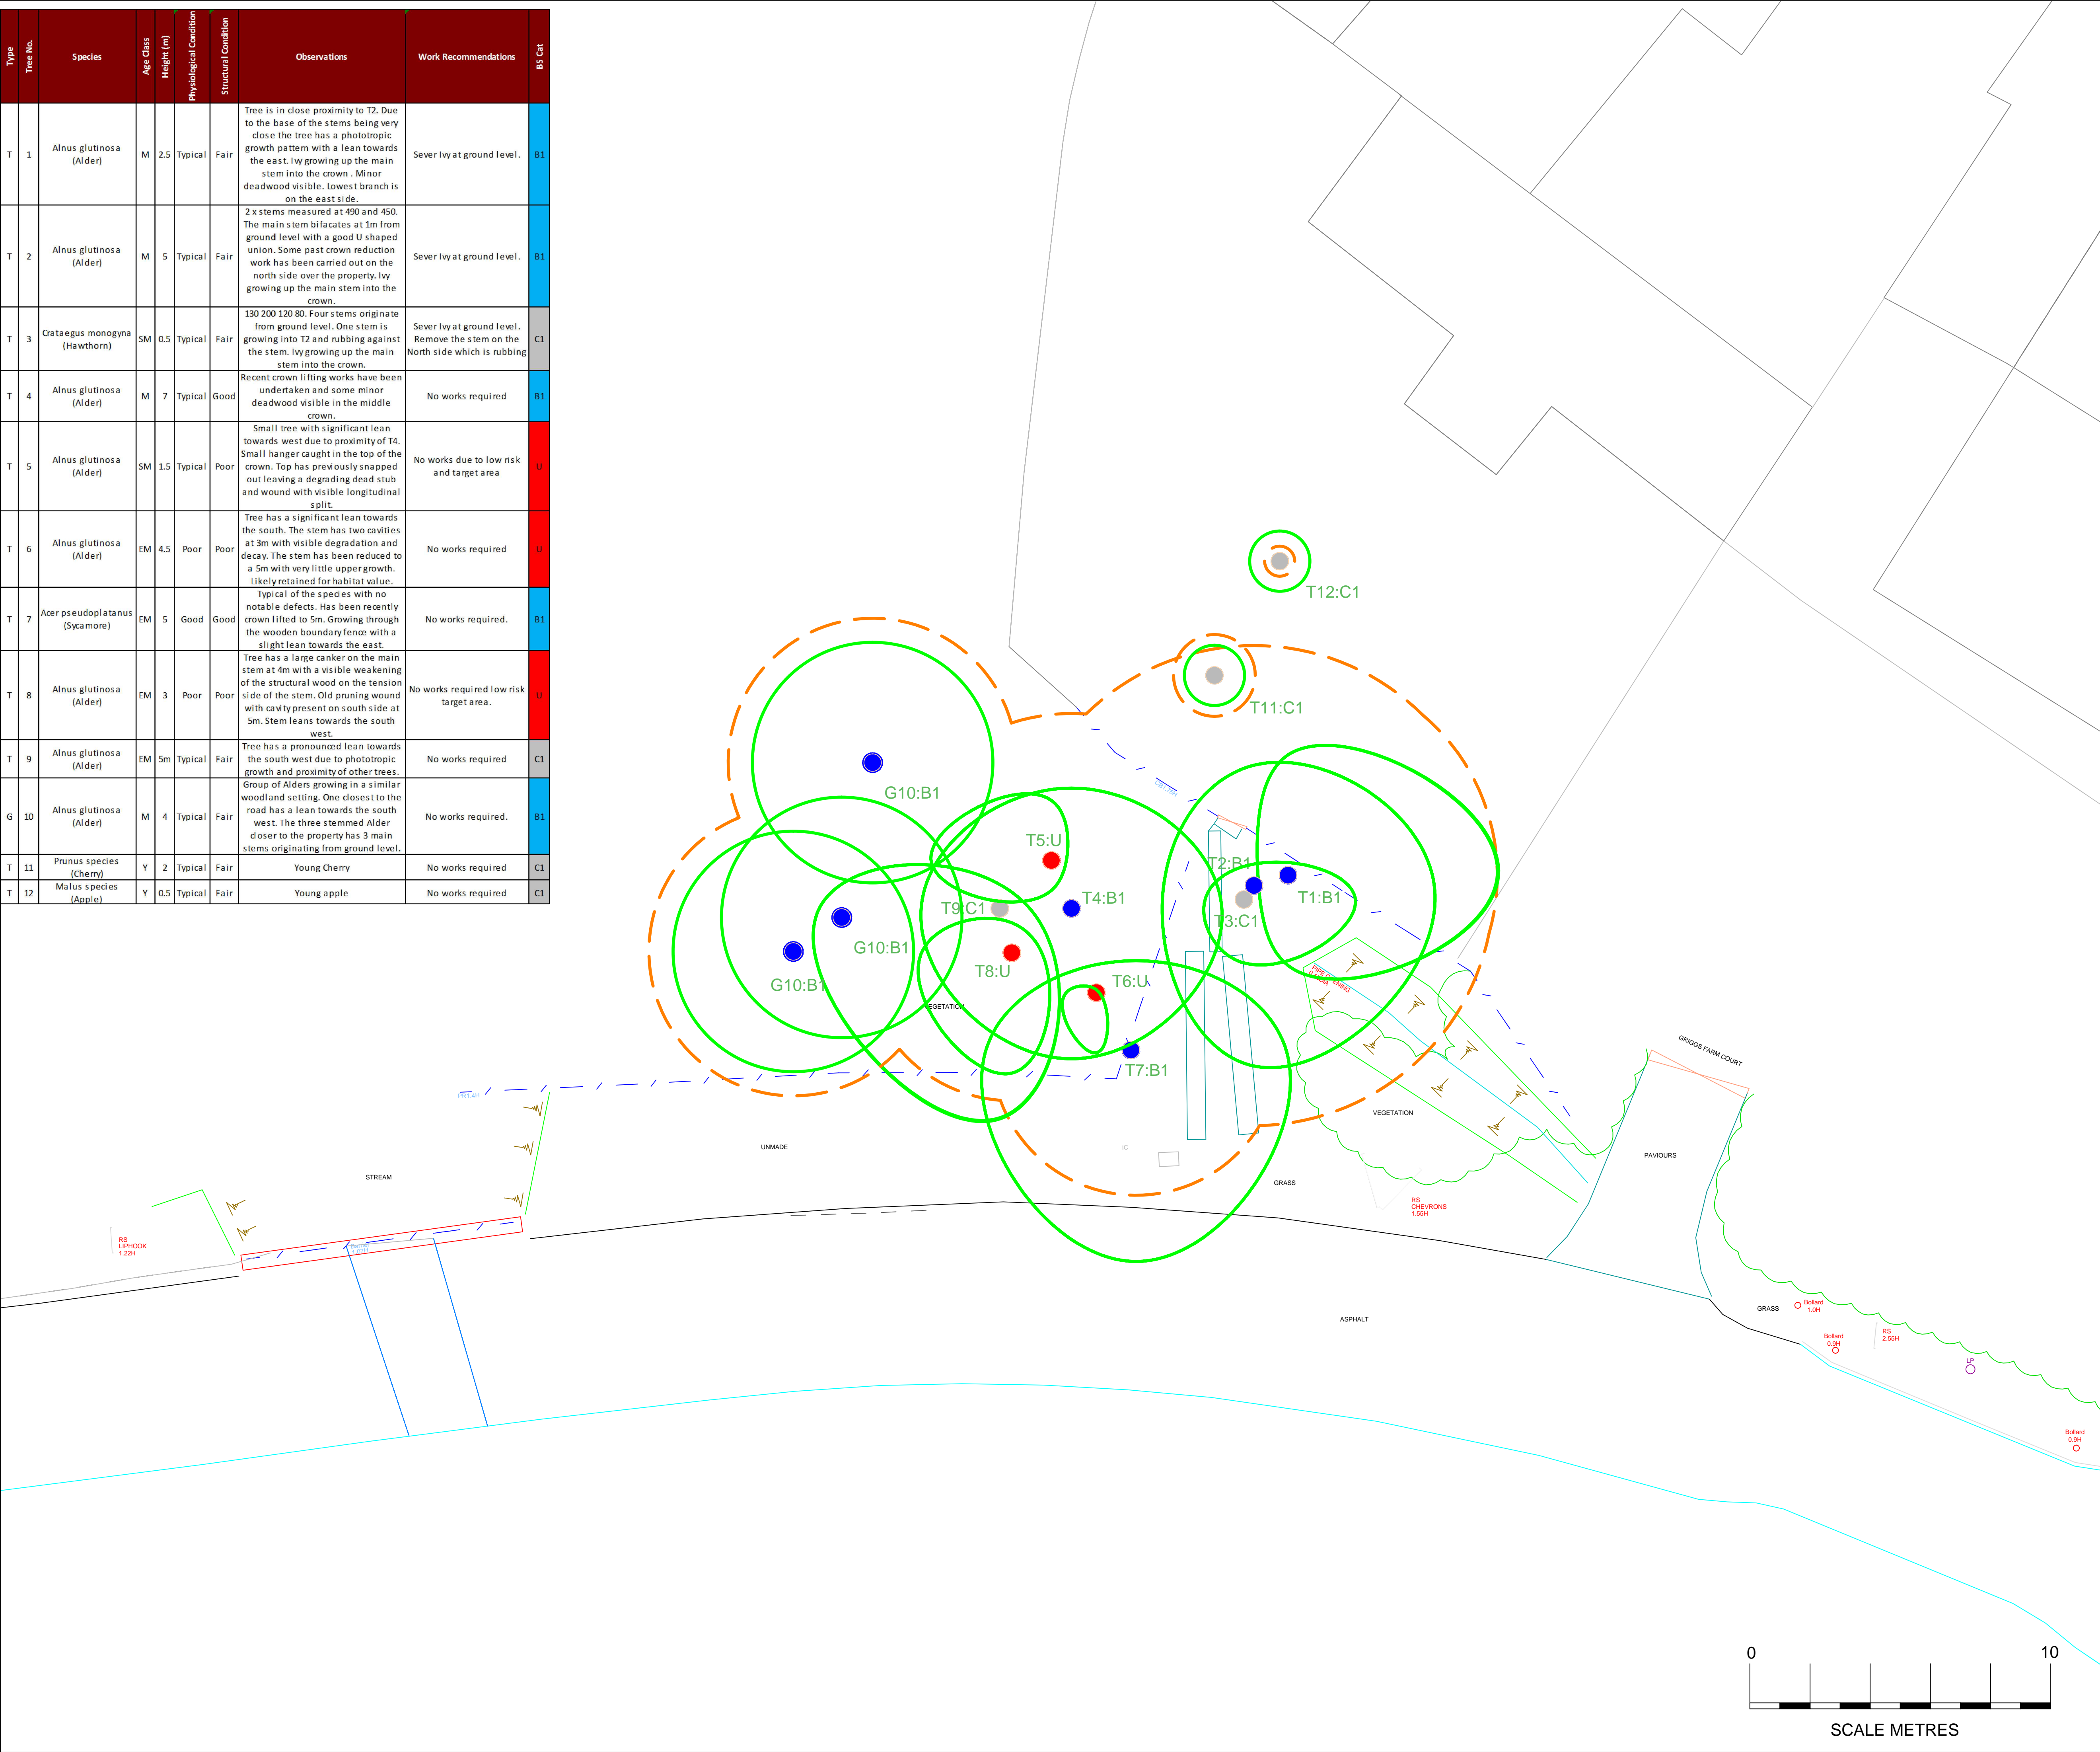 Type
Tree No.
Species
Age Class
Height (m)
Physiological Condition
Structural Condition
Observations
Work Recommendations
BS Cat
T
1
Alnus glutinosa
(Alder)
M
2.5
Typical
Fair
Tree is in close proximity to T2. Due
to the base of the stems being very
close the tree has a phototropic
growth pattern with a lean towards
the east. Ivy growing up the main
stem into the crown . Minor
deadwood visible. Lowest branch is
on the east side.
Sever Ivy at ground level.
B1
T
2
Alnus glutinosa
(Alder)
M
5
Typical
Fair
2 x stems measured at 490 and 450.
The main stem bifacates at 1m from
ground level with a good U shaped
union. Some past crown reduction
work has been carried out on the
north side over the property. Ivy
growing up the main stem into the
crown.
Sever Ivy at ground level.
B1
T
3
Crataegus monogyna
(Hawthorn)
SM
0.5
Typical
Fair
130 200 120 80. Four stems originate
from ground level. One stem is
growing into T2 and rubbing against
the stem. Ivy growing up the main
stem into the crown.
Sever Ivy at ground level.
Remove the stem on the
North side which is rubbing
C1
T
4
Alnus glutinosa
(Alder)
M
7
Typical
Good
Recent crown lifting works have been
undertaken and some minor
deadwood visible in the middle
crown.
No works required
B1
T
5
Alnus glutinosa
(Alder)
SM
1.5
Typical
Poor
Small tree with significant lean
towards west due to proximity of T4.
Small hanger caught in the top of the
crown. Top has previously snapped
out leaving a degrading dead stub
and wound with visible longitudinal
split.
No works due to low risk
and target area
U
T
6
Alnus glutinosa
(Alder)
EM
4.5
Poor
Poor
Tree has a significant lean towards
the south. The stem has two cavities
at 3m with visible degradation and
decay. The stem has been reduced to
a 5m with very little upper growth.
Likely retained for habitat value.
No works required
U
T
7
Acer pseudoplatanus
(Sycamore)
EM
5
Good
Good
Typical of the species with no
notable defects. Has been recently
crown lifted to 5m. Growing through
the wooden boundary fence with a
slight lean towards the east.
No works required.
B1
T
8
Alnus glutinosa
(Alder)
EM
3
Poor
Poor
Tree has a large canker on the main
stem at 4m with a visible weakening
of the structural wood on the tension
side of the stem. Old pruning wound
with cavity present on south side at
5m. Stem leans towards the south
west.
No works required low risk
target area.
U
T
9
Alnus glutinosa
(Alder)
EM
5m
Typical
Fair
Tree has a pronounced lean towards
the south west due to phototropic
growth and proximity of other trees.
No works required
C1
G
10
Alnus glutinosa
(Alder)
M
4
Typical
Fair
Group of Alders growing in a similar
woodland setting. One closest to the
road has a lean towards the south
west. The three stemmed Alder
closer to the property has 3 main
stems originating from ground level.
No works required.
B1
T
11
Prunus species
(Cherry)
Y
2
Typical
Fair
Young Cherry
No works required
C1
T
12
Malus species
(Apple)
Y
0.5
Typical
Fair
Young apple
No works required
C1
T12:C1
T11:C1
G10:B1
T5:U
T2:B1
T4:B1
T1:B1
T9:C1
T3:C1
G10:B1
T8:U
T6:U
G10:B1
PIPE OPENING
T7:B1
GRIGGS FARM COURT
PR1.4H
VEGETATION
UNMADE
IC
PAVIOURS
STREAM
GRASS
RS
CHEVRONS
1.55H
RS
LIPHOOK
1.22H
ASPHALT
GRASS
Bollard
1.0H
Bollard
0.9H
RS
2.55H
LP
Bollard
0.9H
0
10
SCALE METRES